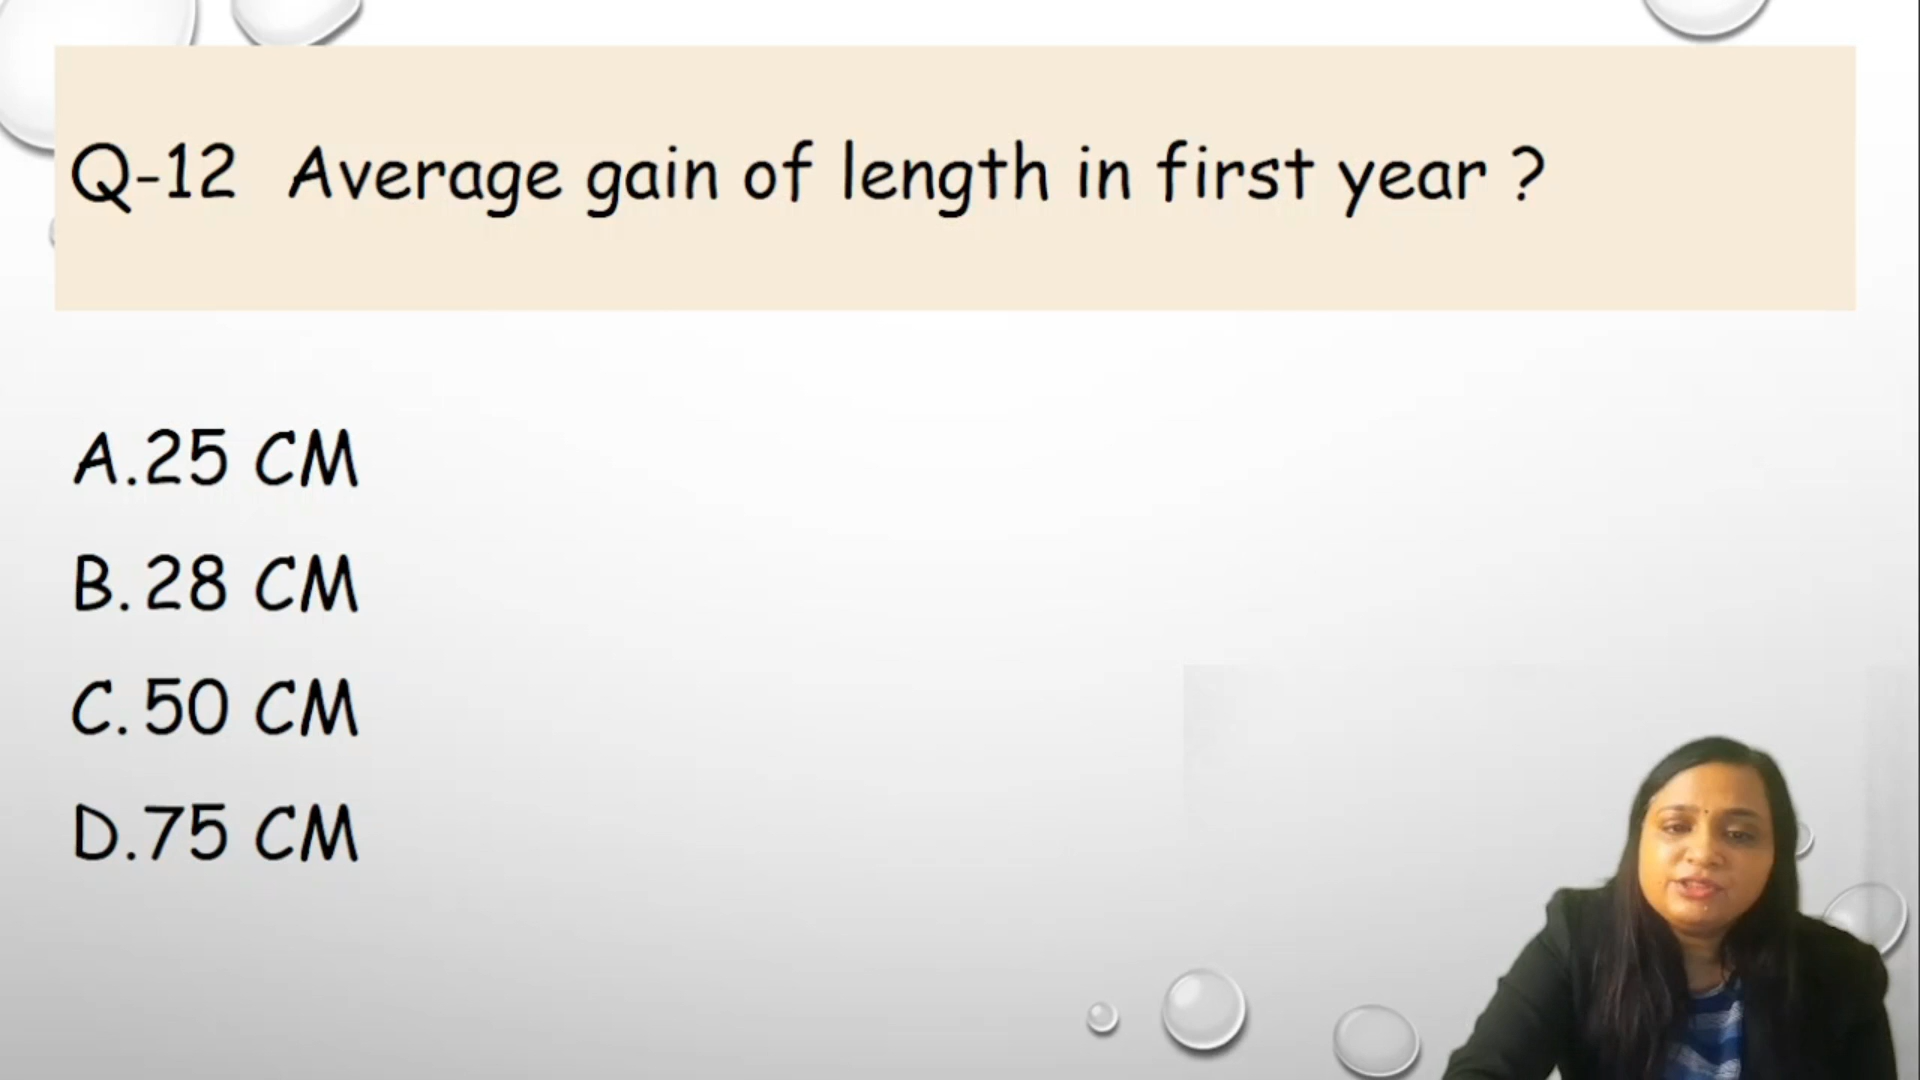 Q-12 Average gain of length in first year ?
A.25 CM
B.28 CM
C.50 CM
D.75 CM